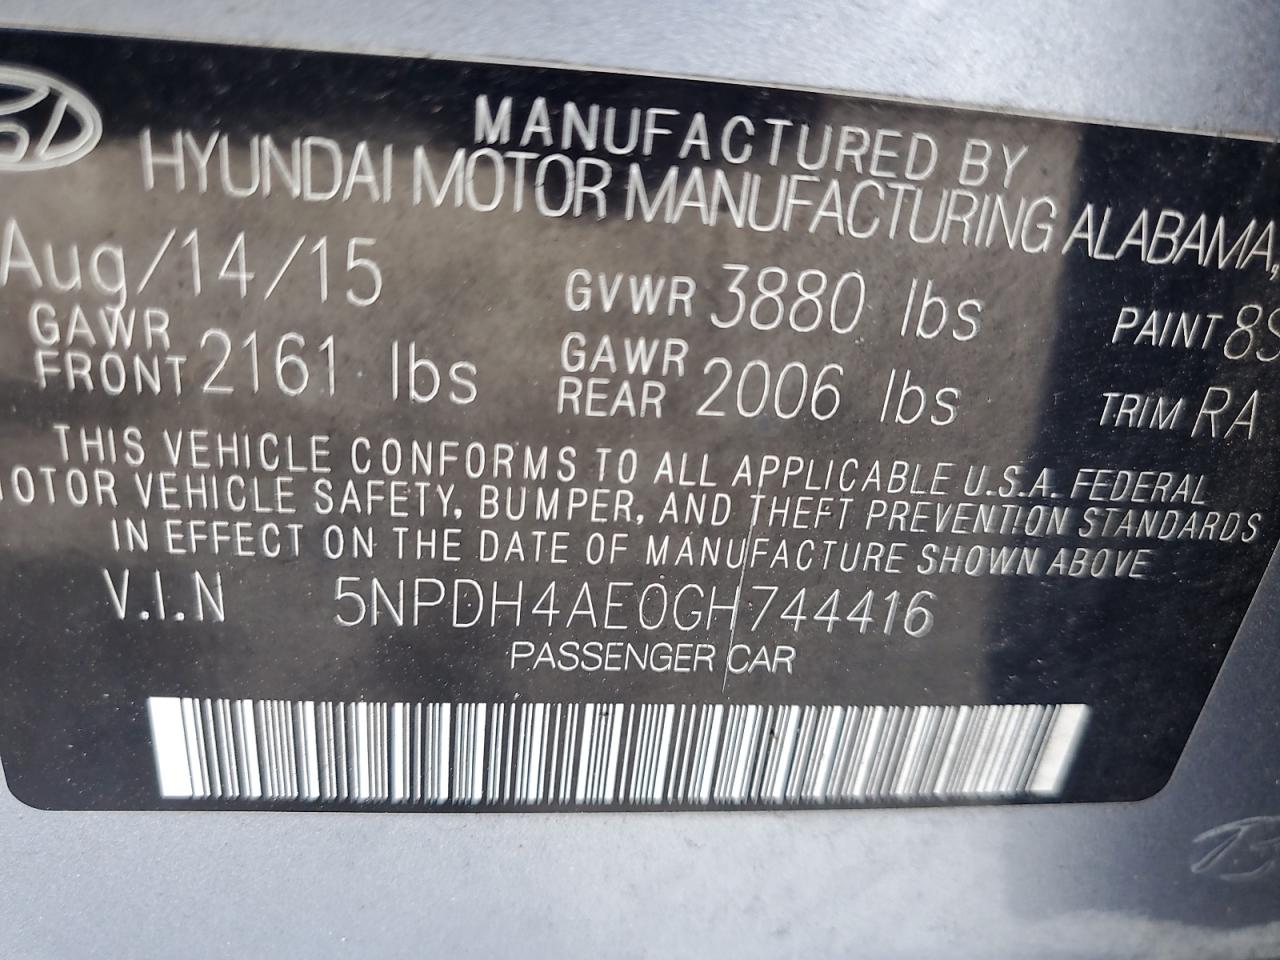 MANUFACTURED BY
HYUNDAI MOTOR MANUFACTURING ALABAMA,
Aug/14/15 GVWR 3880 lbs PAINT
GAWR FRONT 2161 lbs GAWR REAR 2006 lbs TRIM RA
THIS VEHICLE CONFORMS TO ALL APPLICABLE U.S.A. FEDERAL
MOTOR VEHICLE SAFETY, BUMPER, AND THEFT PREVENTION STANDARDS
IN EFFECT ON THE DATE OF MANUFACTURE SHOWN ABOVE
V.I.N 5NPDH4AE0GH744416
PASSENGER CAR